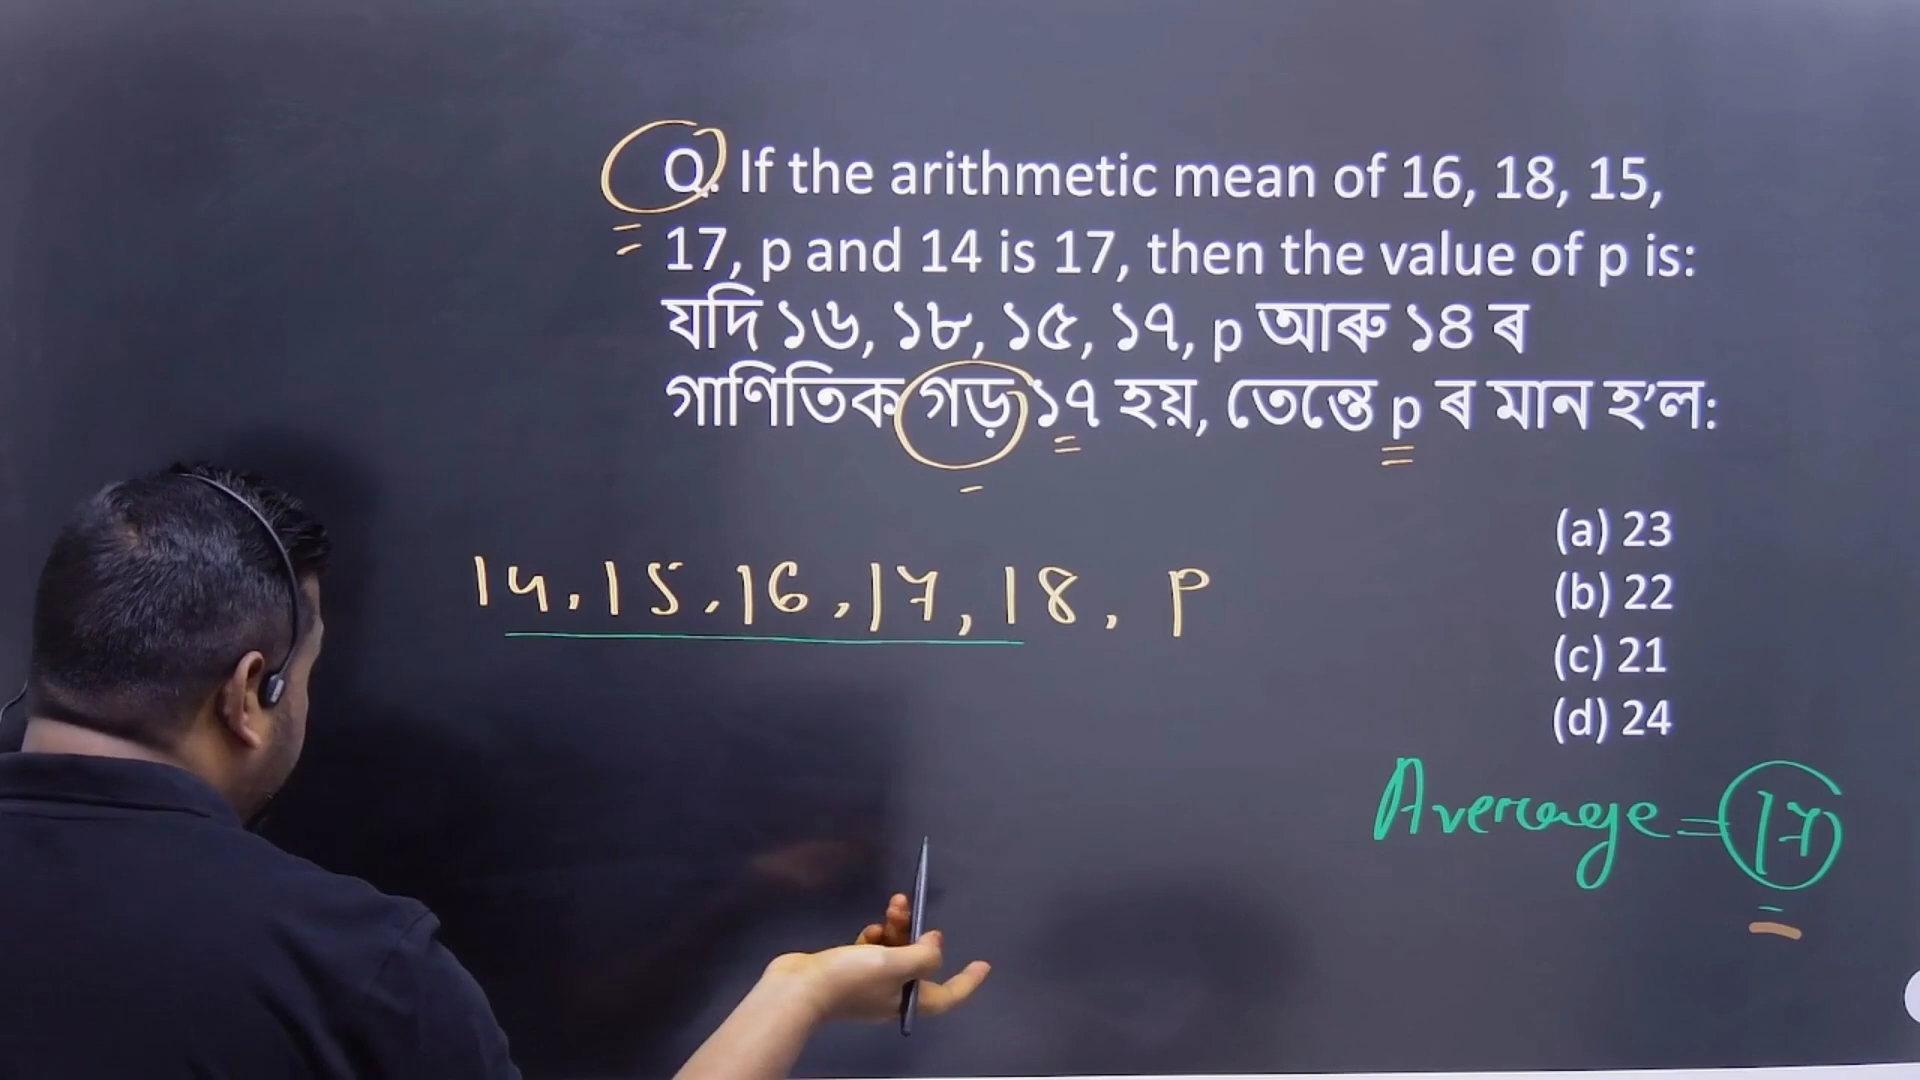 Q. If the arithmetic mean of 16, 18, 15,
17, p and 14 is 17, then the value of p is:
যদি ১৬, ১৮, ১৫, ১৭, p আৰু ১৪ ৰ
গাণিতিক গড় ১৭ হয়, তেন্তে p ৰ মান হ'ল:
(a) 23
(b) 22
(c) 21
(d) 24
14, 15, 16, 17, 18, P
Average = 17